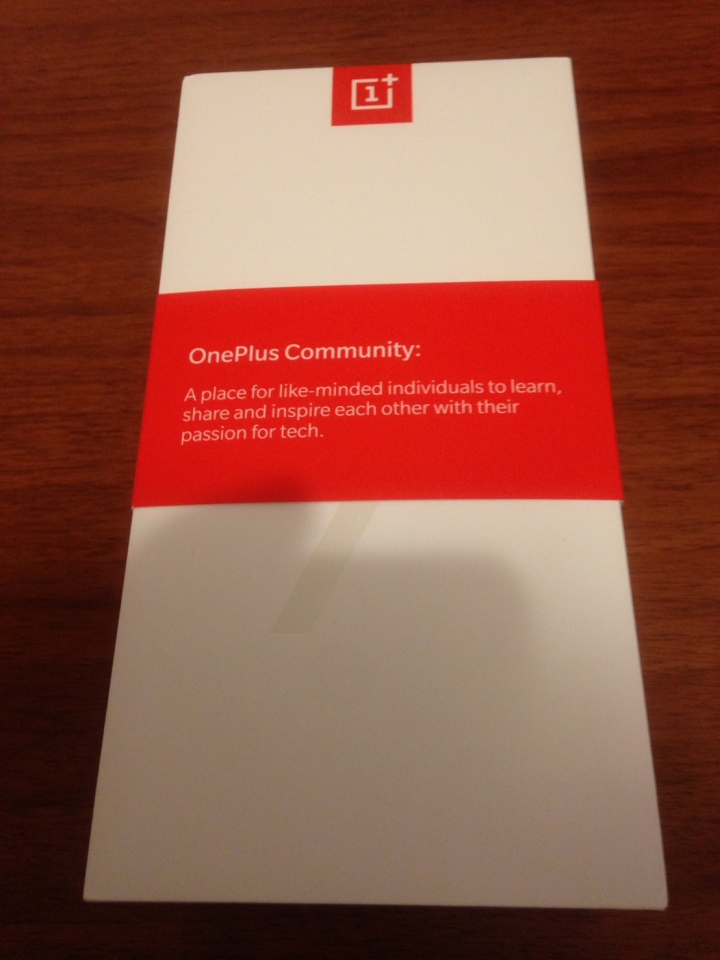 1+
OnePlus Community:
A place for like-minded individuals to learn,
share and inspire each other with their
passion for tech.